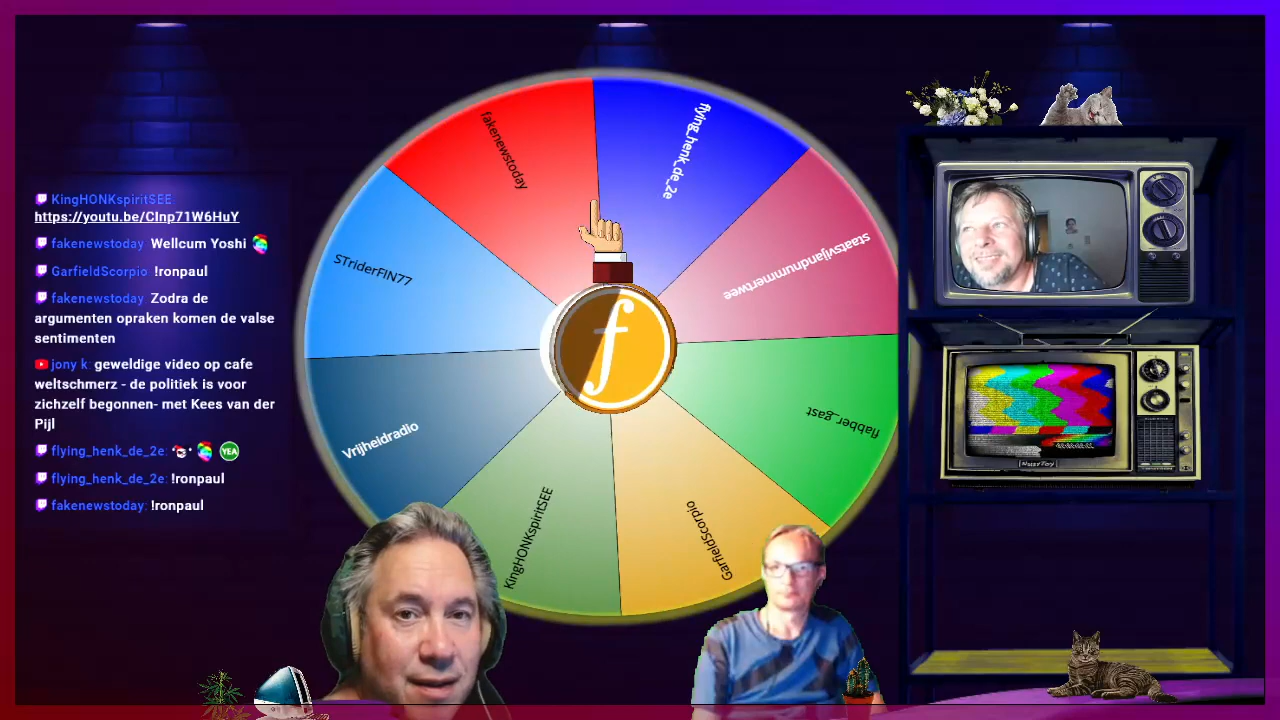 KingHONKspiritSEE
https://youtu.be/CInp71W6HuY
fakenewstoday: Wellcum Yoshi
GarfieldScorpio: !ronpaul
fakenewstoday: Zodra de
argumenten opraken komen de valse
sentimenten
jony k: geweldige video op cafe
weltschmerz - de politiek is voor
zichzelf begonnen- met Kees van der
Pijl
flying_henk_de_2e: YEA
flying_henk_de_2e: !ronpaul
fakenewstoday: !ronpaul
fakenewstoday
flying_henk_de_2e
staatsvijandnummertwee
flabber_gast
GarfieldScorpio
KingHONKspiritSEE
Vrijheidradio
STriderFIN77
f